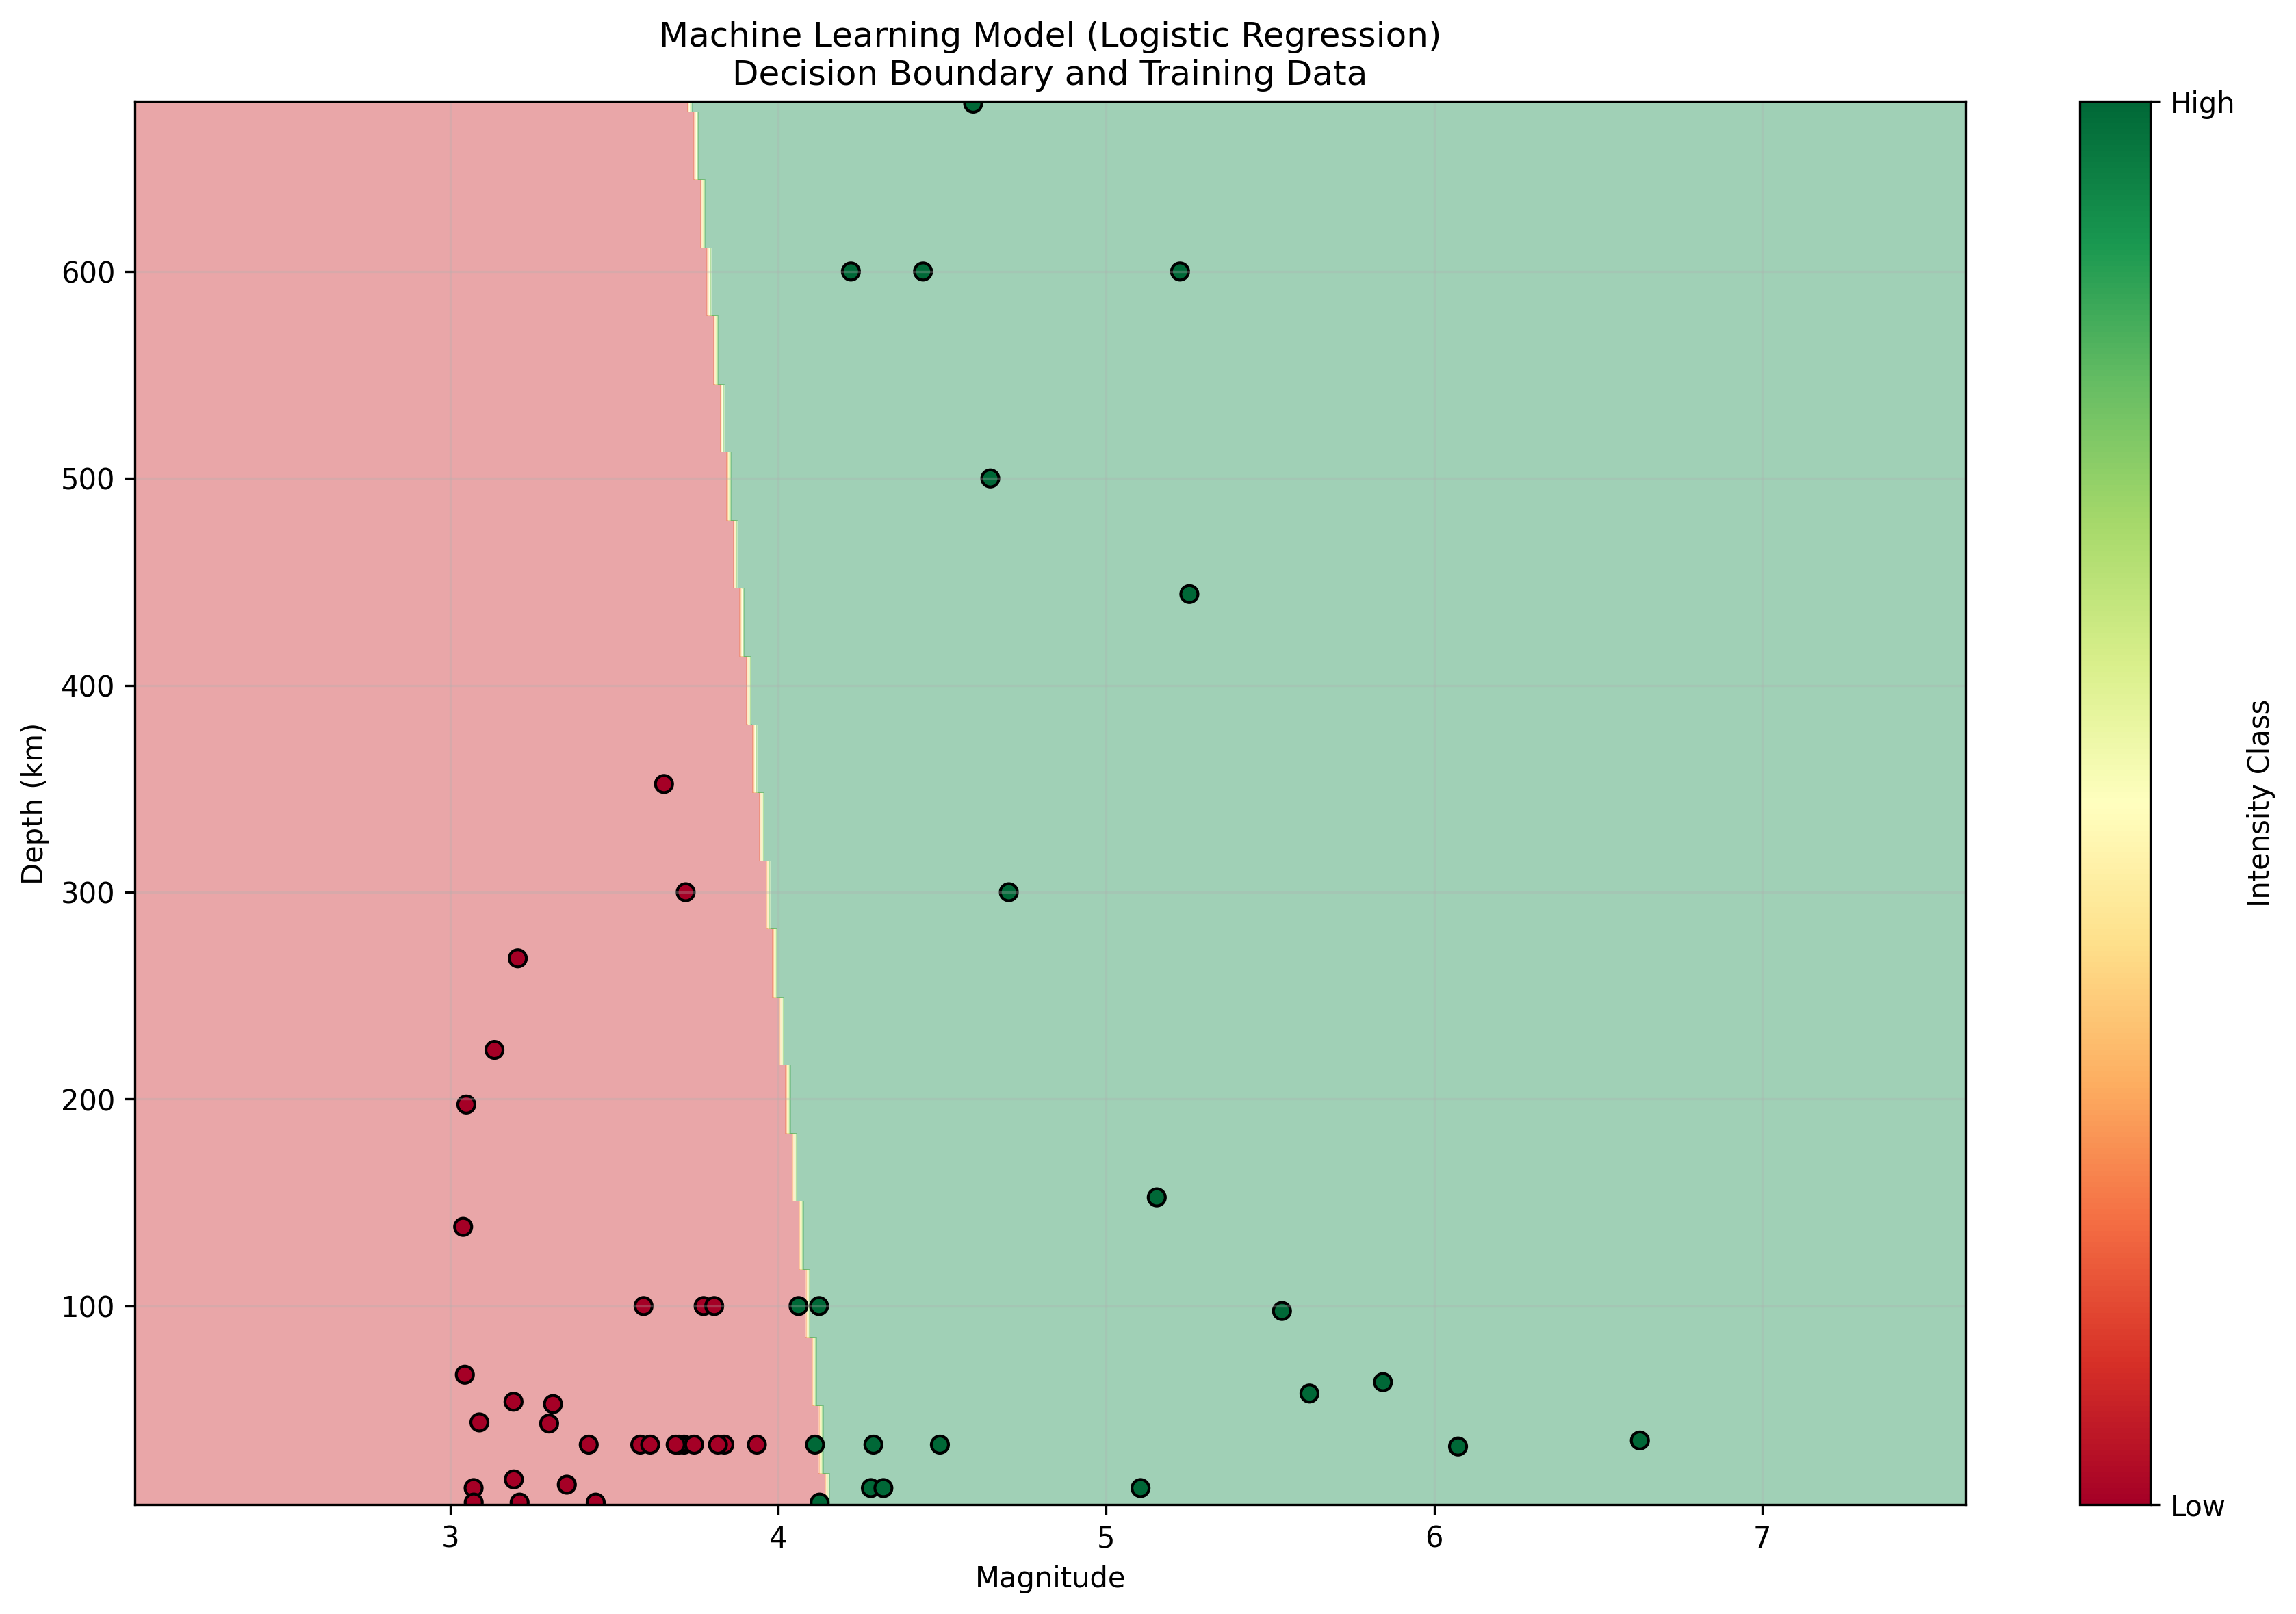 Machine Learning Model (Logistic Regression)
Decision Boundary and Training Data
High
600
500
400
300
200
100
Depth (km)
Intensity Class
Low
3 4 5 6 7
Magnitude